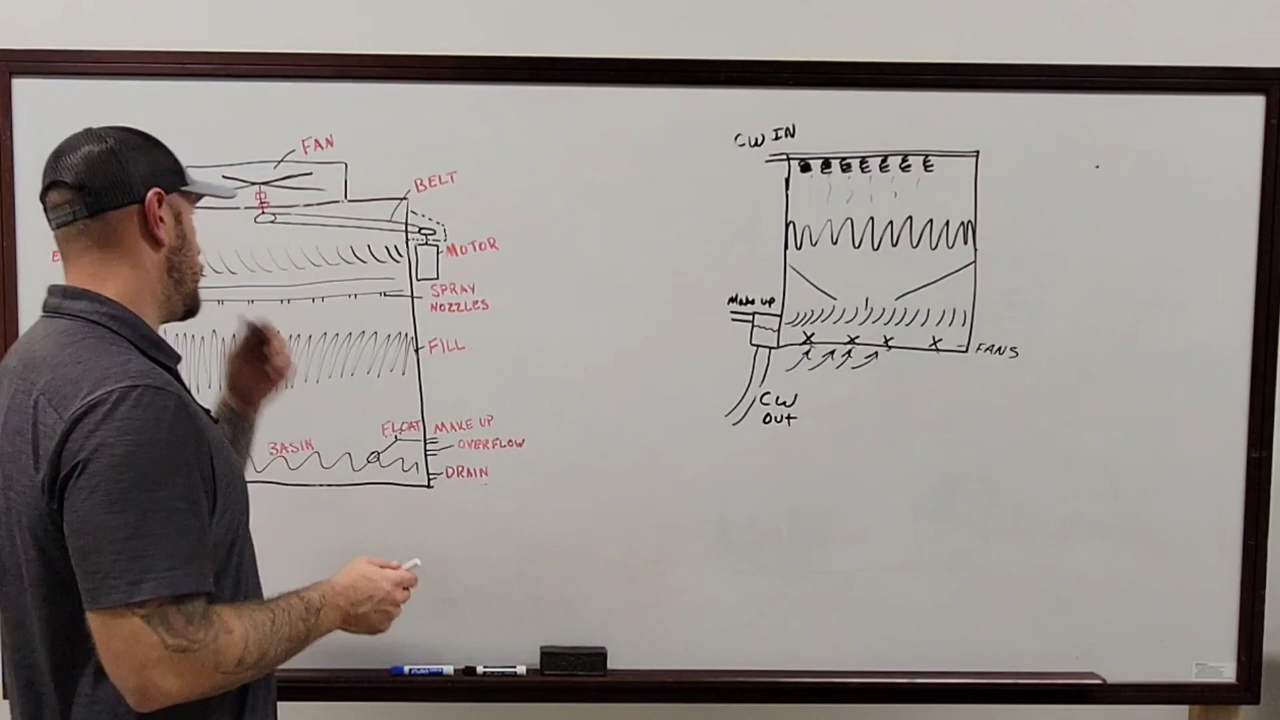 FAN
BELT
MOTOR
SPRAY
NOZZLES
FILL
FLOAT
MAKE UP
BASIN
OVERFLOW
DRAIN
CW IN
Make up
FANS
CW
OUT